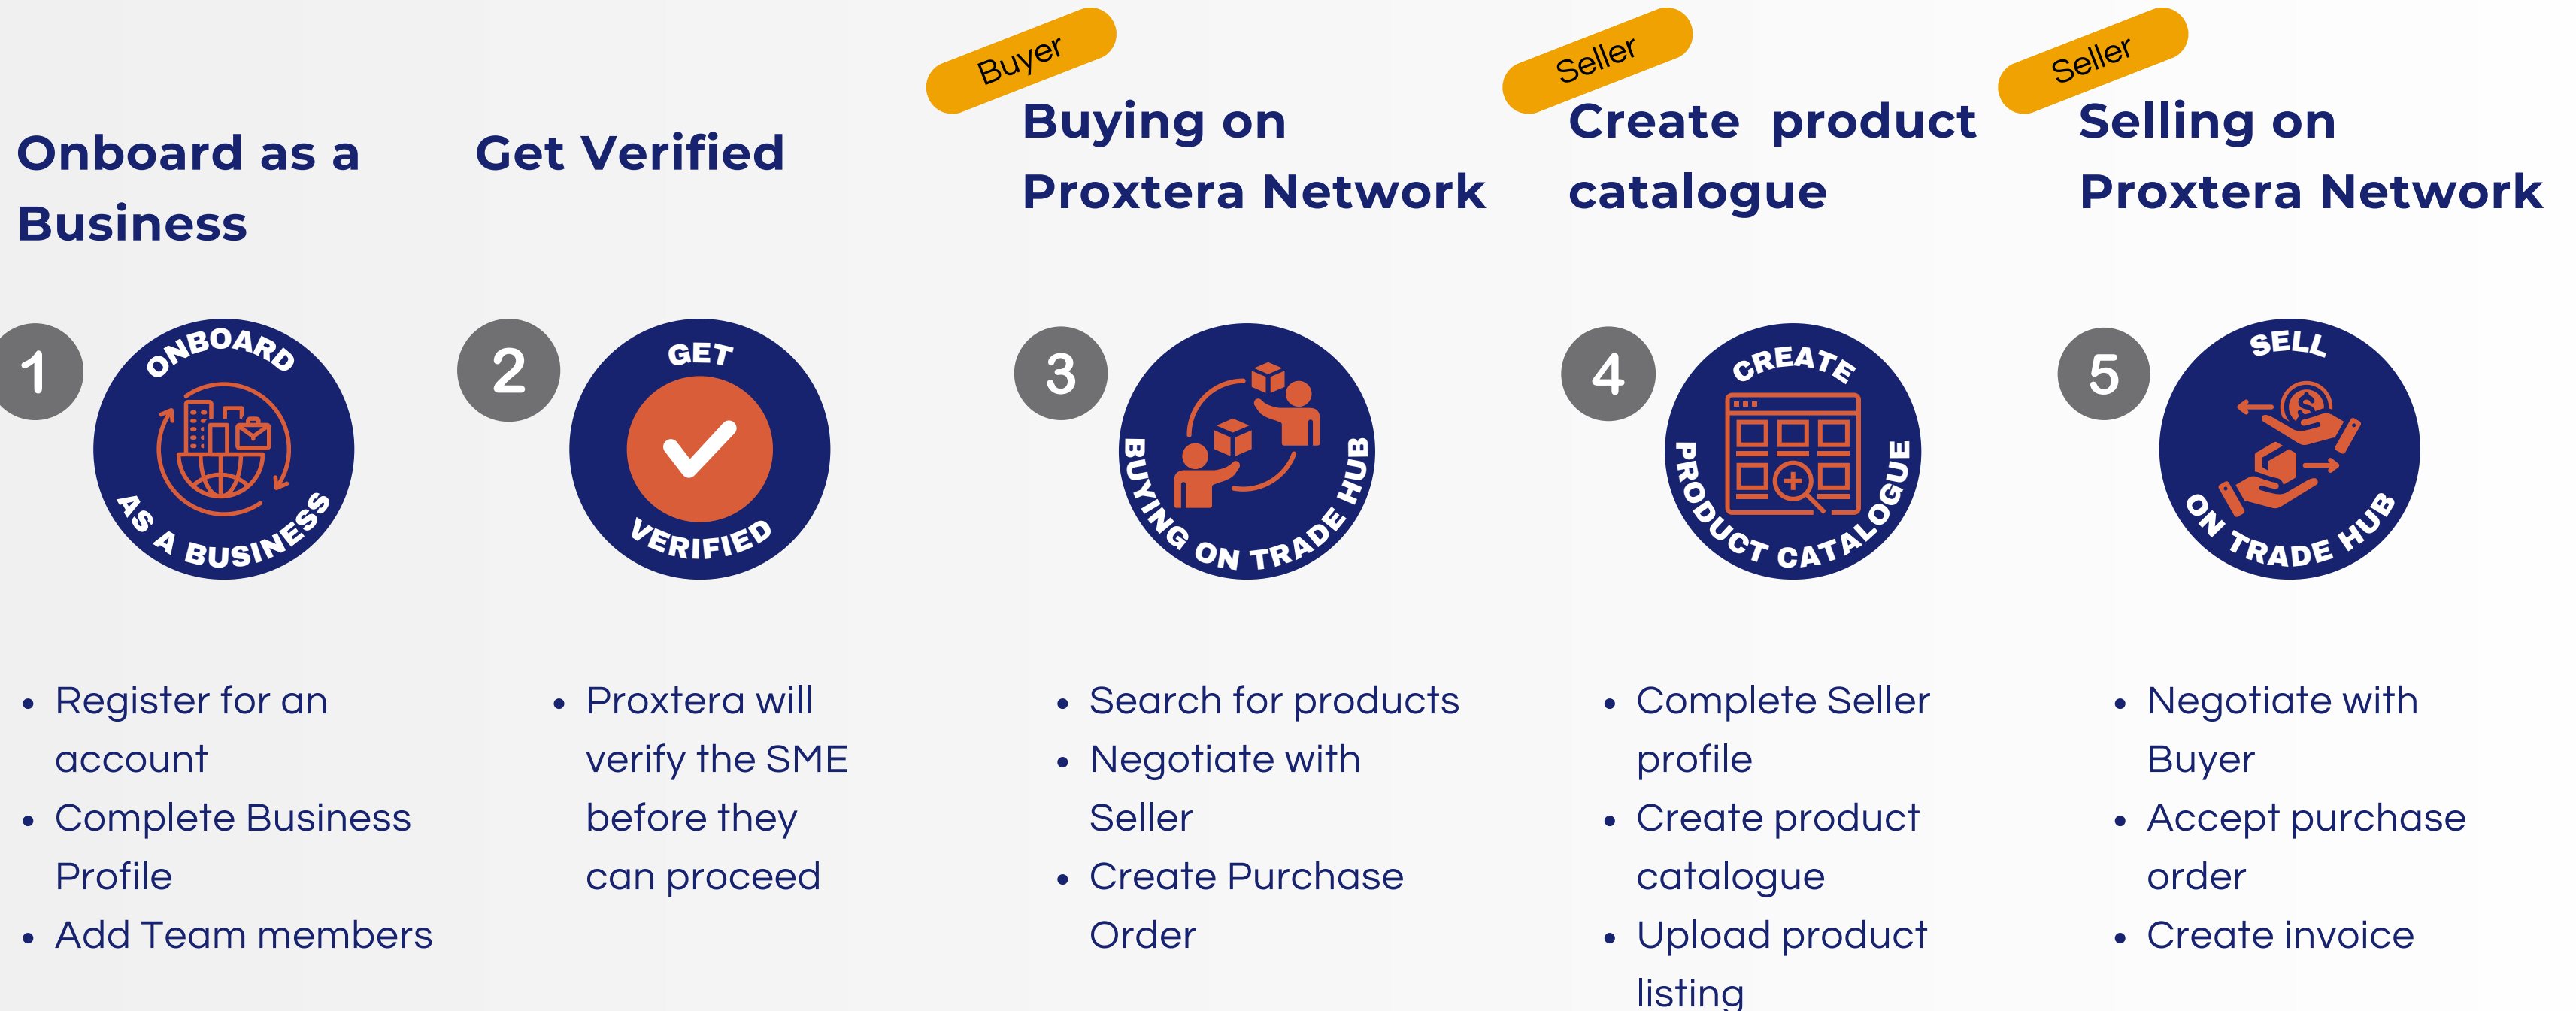 Buyer
Seller
Seller
Onboard as a
Business
Get Verified
Buying on
Proxtera Network
Create product
catalogue
Selling on
Proxtera Network
1
ONBOARD
AS A BUSINESS
2
GET
VERIFIED
3
BUYING ON TRADE HUB
4
CREATE
PRODUCT CATALOGUE
5
SELL
$
ON TRADE HUB
• Register for an
account
• Complete Business
Profile
• Add Team members
• Proxtera will
verify the SME
before they
can proceed
• Search for products
• Negotiate with
Seller
• Create Purchase
Order
• Complete Seller
profile
• Create product
catalogue
• Upload product
listing
• Negotiate with
Buyer
• Accept purchase
order
• Create invoice